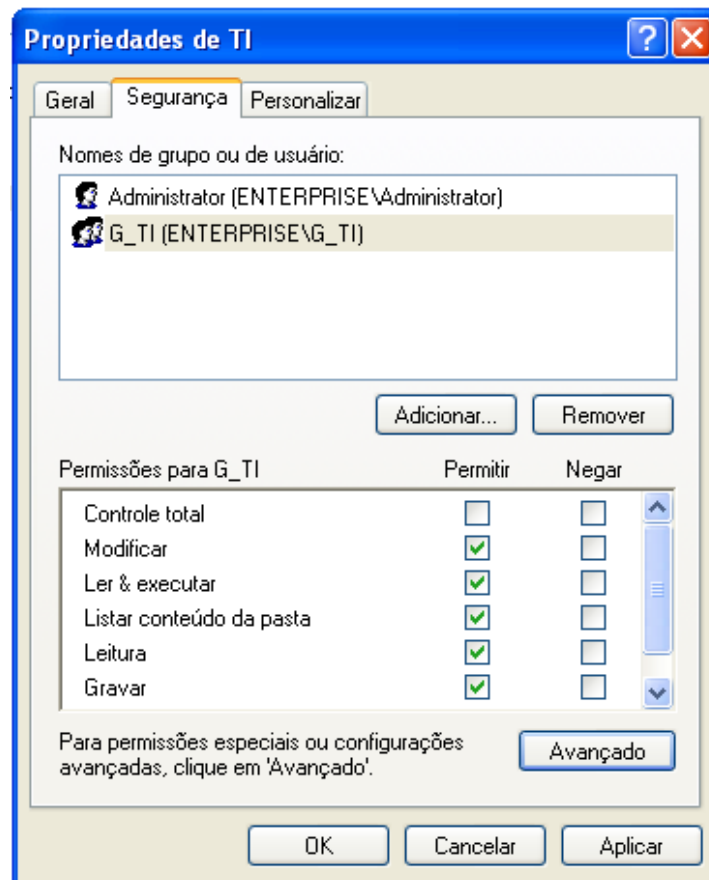 Propriedades de TI
Geral Segurança Personalizar
Nomes de grupo ou de usuário:
Administrator (ENTERPRISE\Administrator)
G_TI (ENTERPRISE\G_TI)
Adicionar... Remover
Permissões para G_TI Permitir Negar
Controle total
Modificar
Ler & executar
Listar conteúdo da pasta
Leitura
Gravar
Para permissões especiais ou configurações
avançadas, clique em 'Avançado'.
Avançado
OK Cancelar Aplicar